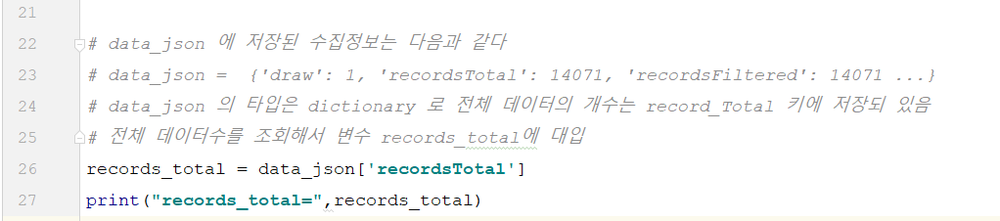 21
22 # data_json 에 저장된 수집정보는 다음과 같다
23 # data_json =  {'draw': 1, 'recordsTotal': 14071, 'recordsFiltered': 14071 ...}
24 # data_json 의 타입은 dictionary 로 전체 데이터의 개수는 record_Total 키에 저장되 있음
25 # 전체 데이터수를 조회해서 변수 records_total에 대입
26 records_total = data_json['recordsTotal']
27 print("records_total=",records_total)